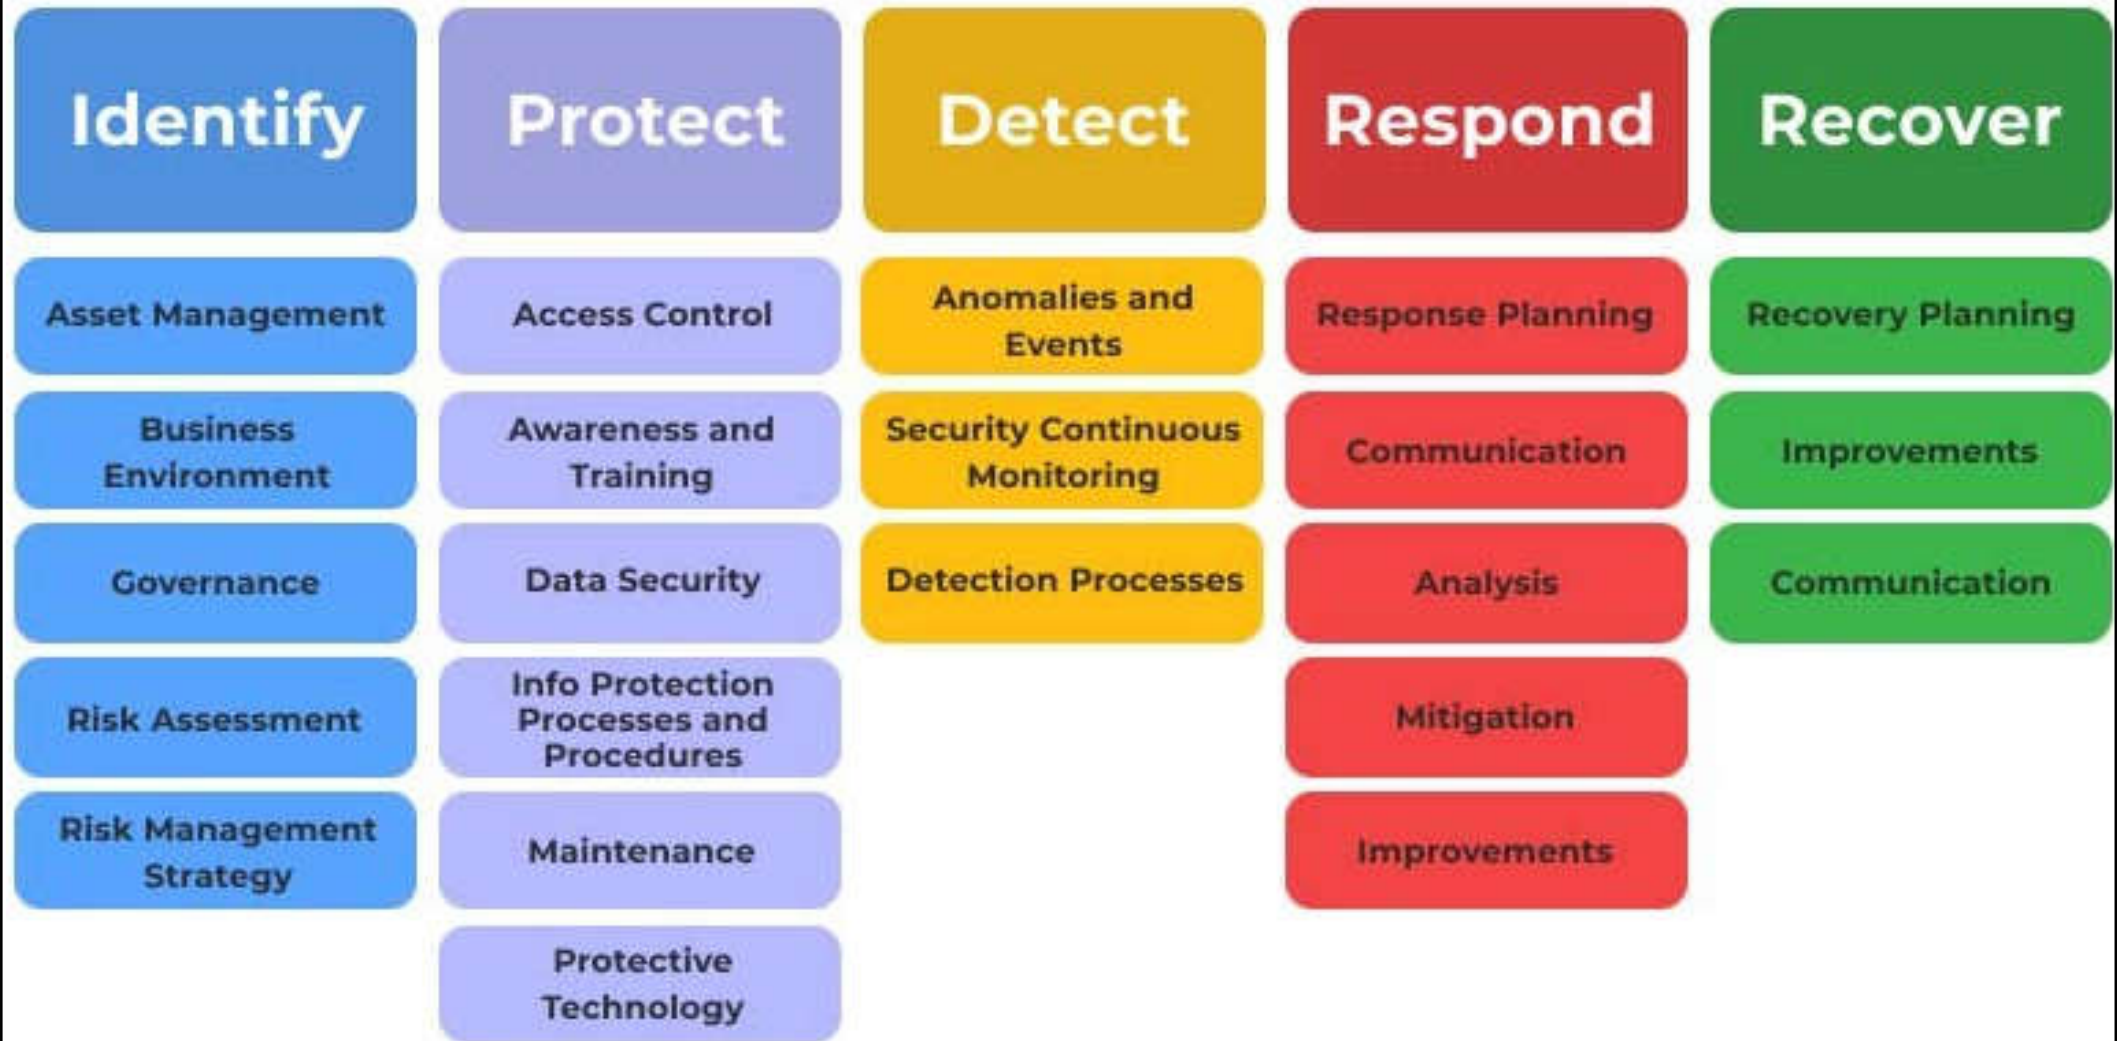 Identify
Protect
Detect
Respond
Recover
Asset Management
Access Control
Anomalies and
Events
Response Planning
Recovery Planning
Business
Environment
Awareness and
Training
Security Continuous
Monitoring
Communication
Improvements
Governance
Data Security
Detection Processes
Analysis
Communication
Risk Assessment
Info Protection
Processes and
Procedures
Mitigation
Risk Management
Strategy
Maintenance
Improvements
Protective
Technology